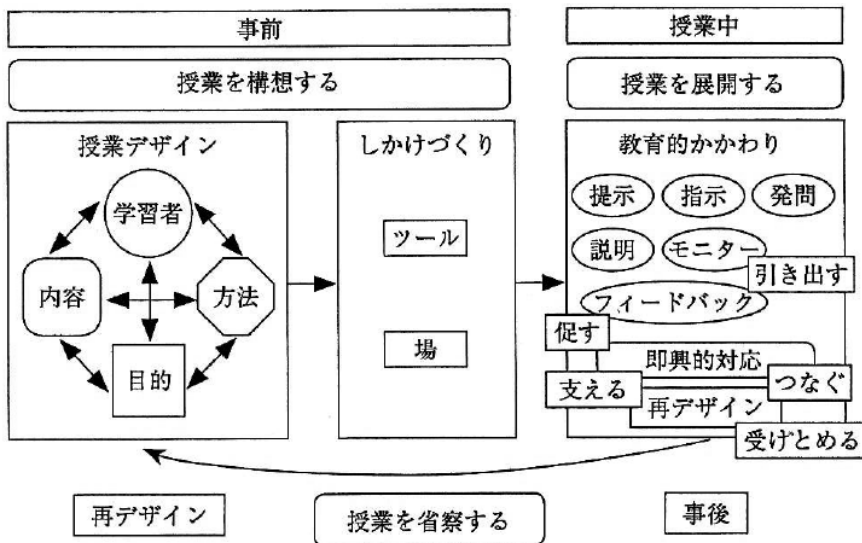 事前
授業中
授業を構想する
授業を展開する
授業デザイン
しかけづくり
教育的かかわり
学習者
内容
方法
目的
ツール
場
提示
指示
発問
説明
モニター
引き出す
フィードバック
促す
即興的対応
支える
つなぐ
再デザイン
受けとめる
再デザイン
授業を省察する
事後